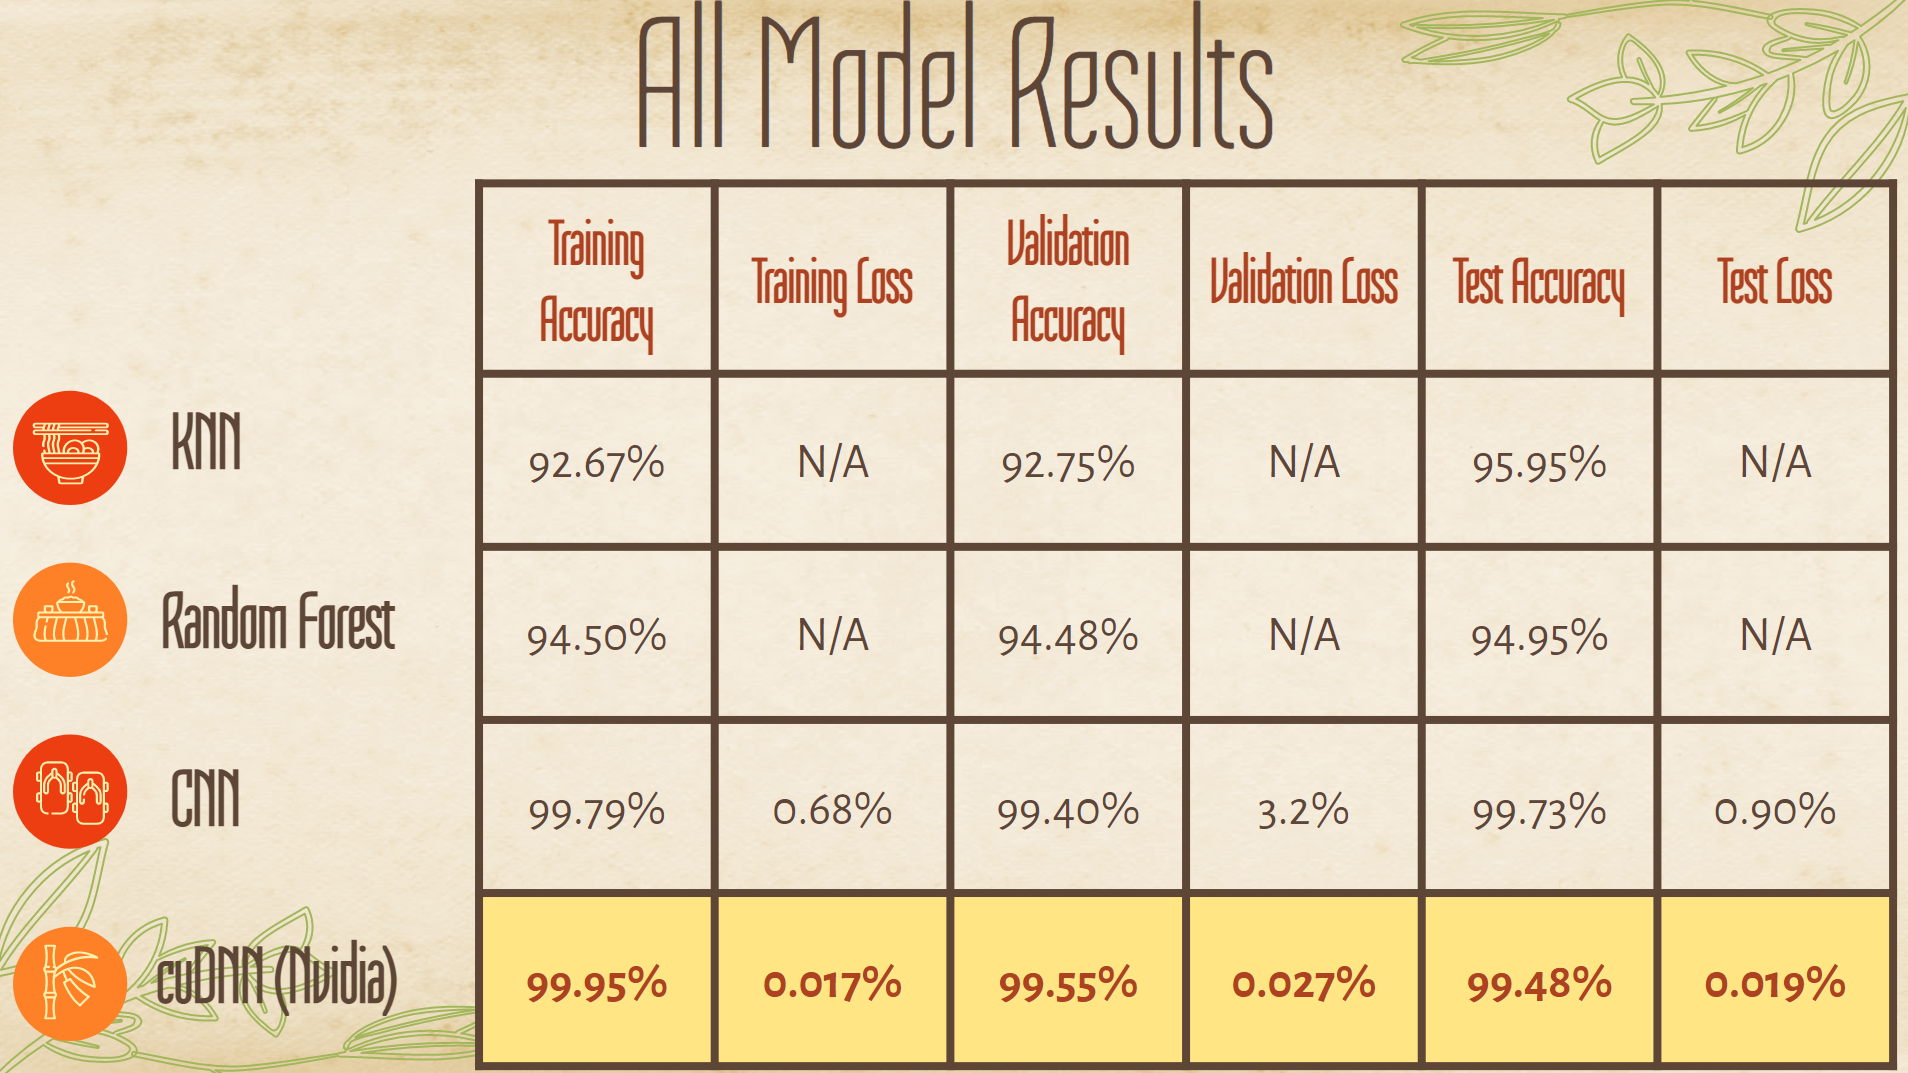 All Model Results
Training
Accuracy
Training Loss
Validation
Accuracy
Validation Loss
Test Accuracy
Test Loss
KNN
92.67%
N/A
92.75%
N/A
95.95%
N/A
Random Forest
94.50%
N/A
94.48%
N/A
94.95%
N/A
CNN
99.79%
0.68%
99.40%
3.2%
99.73%
0.90%
cuDNN (Nvidia)
99.95%
0.017%
99.55%
0.027%
99.48%
0.019%